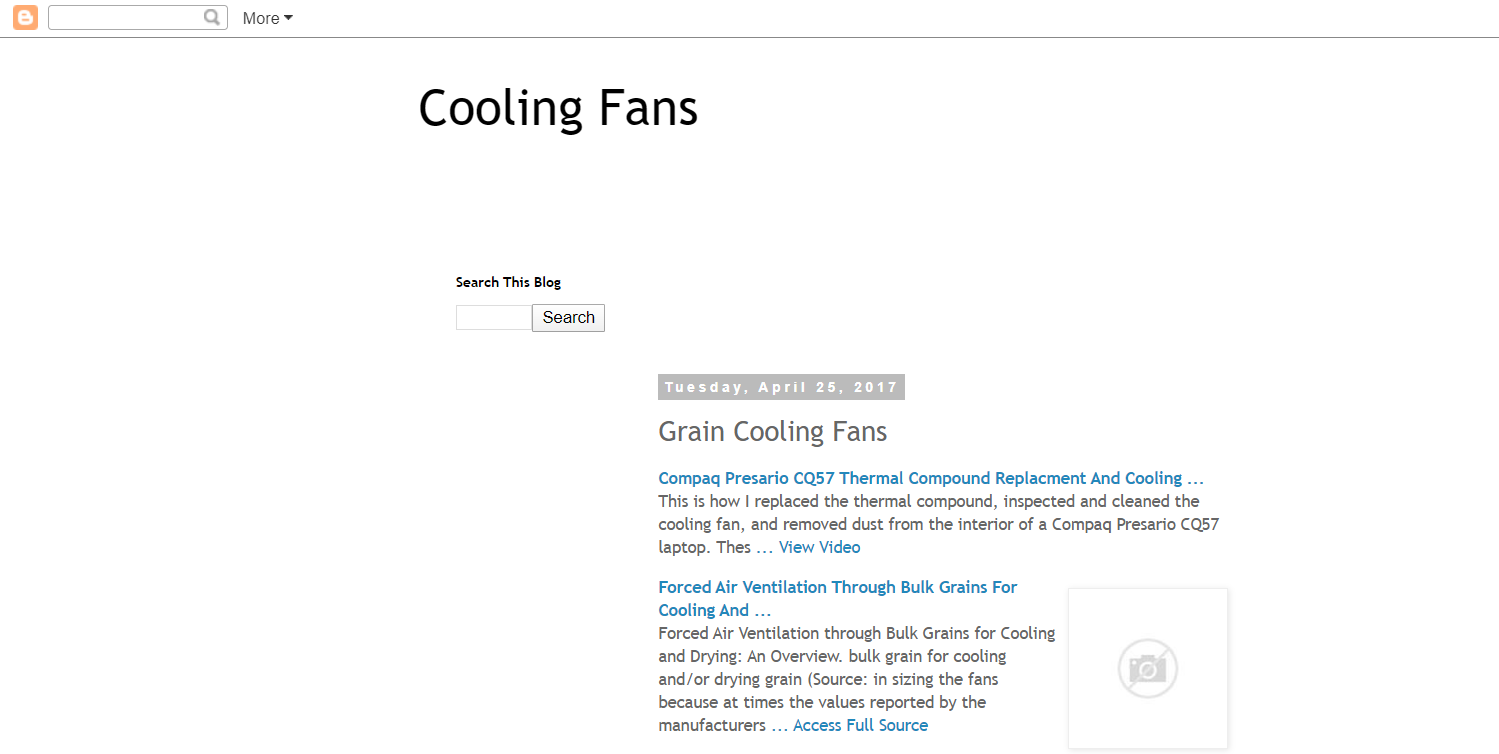 More
Cooling Fans
Search This Blog
Search
Tuesday, April 25, 2017
Grain Cooling Fans
Compaq Presario CQ57 Thermal Compound Replacment And Cooling ...
This is how I replaced the thermal compound, inspected and cleaned the
cooling fan, and removed dust from the interior of a Compaq Presario CQ57
laptop. Thes ... View Video
Forced Air Ventilation Through Bulk Grains For
Cooling And ...
Forced Air Ventilation through Bulk Grains for Cooling
and Drying: An Overview. bulk grain for cooling
and/or drying grain (Source: in sizing the fans
because at times the values reported by the
manufacturers ... Access Full Source